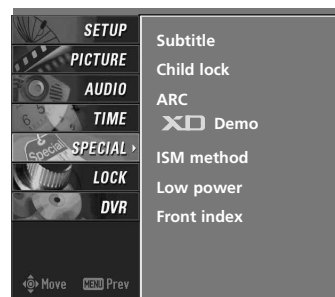 SETUP
PICTURE
AUDIO
TIME
SPECIAL
LOCK
DVR
Move MENU Prev
Subtitle
Child lock
ARC
XD Demo
ISM method
Low power
Front index